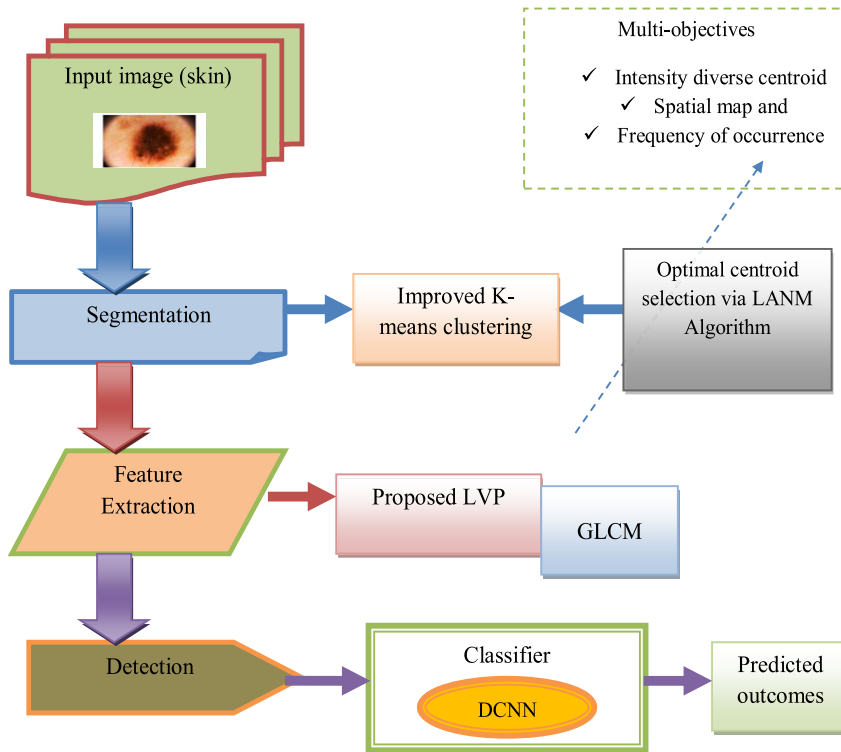 Input image (skin)
Multi-objectives
✓ Intensity diverse centroid
✓ Spatial map and
✓ Frequency of occurrence
Segmentation
Improved K-
means clustering
Optimal centroid
selection via LANM
Algorithm
Feature
Extraction
Proposed LVP
GLCM
Detection
Classifier
DCNN
Predicted
outcomes